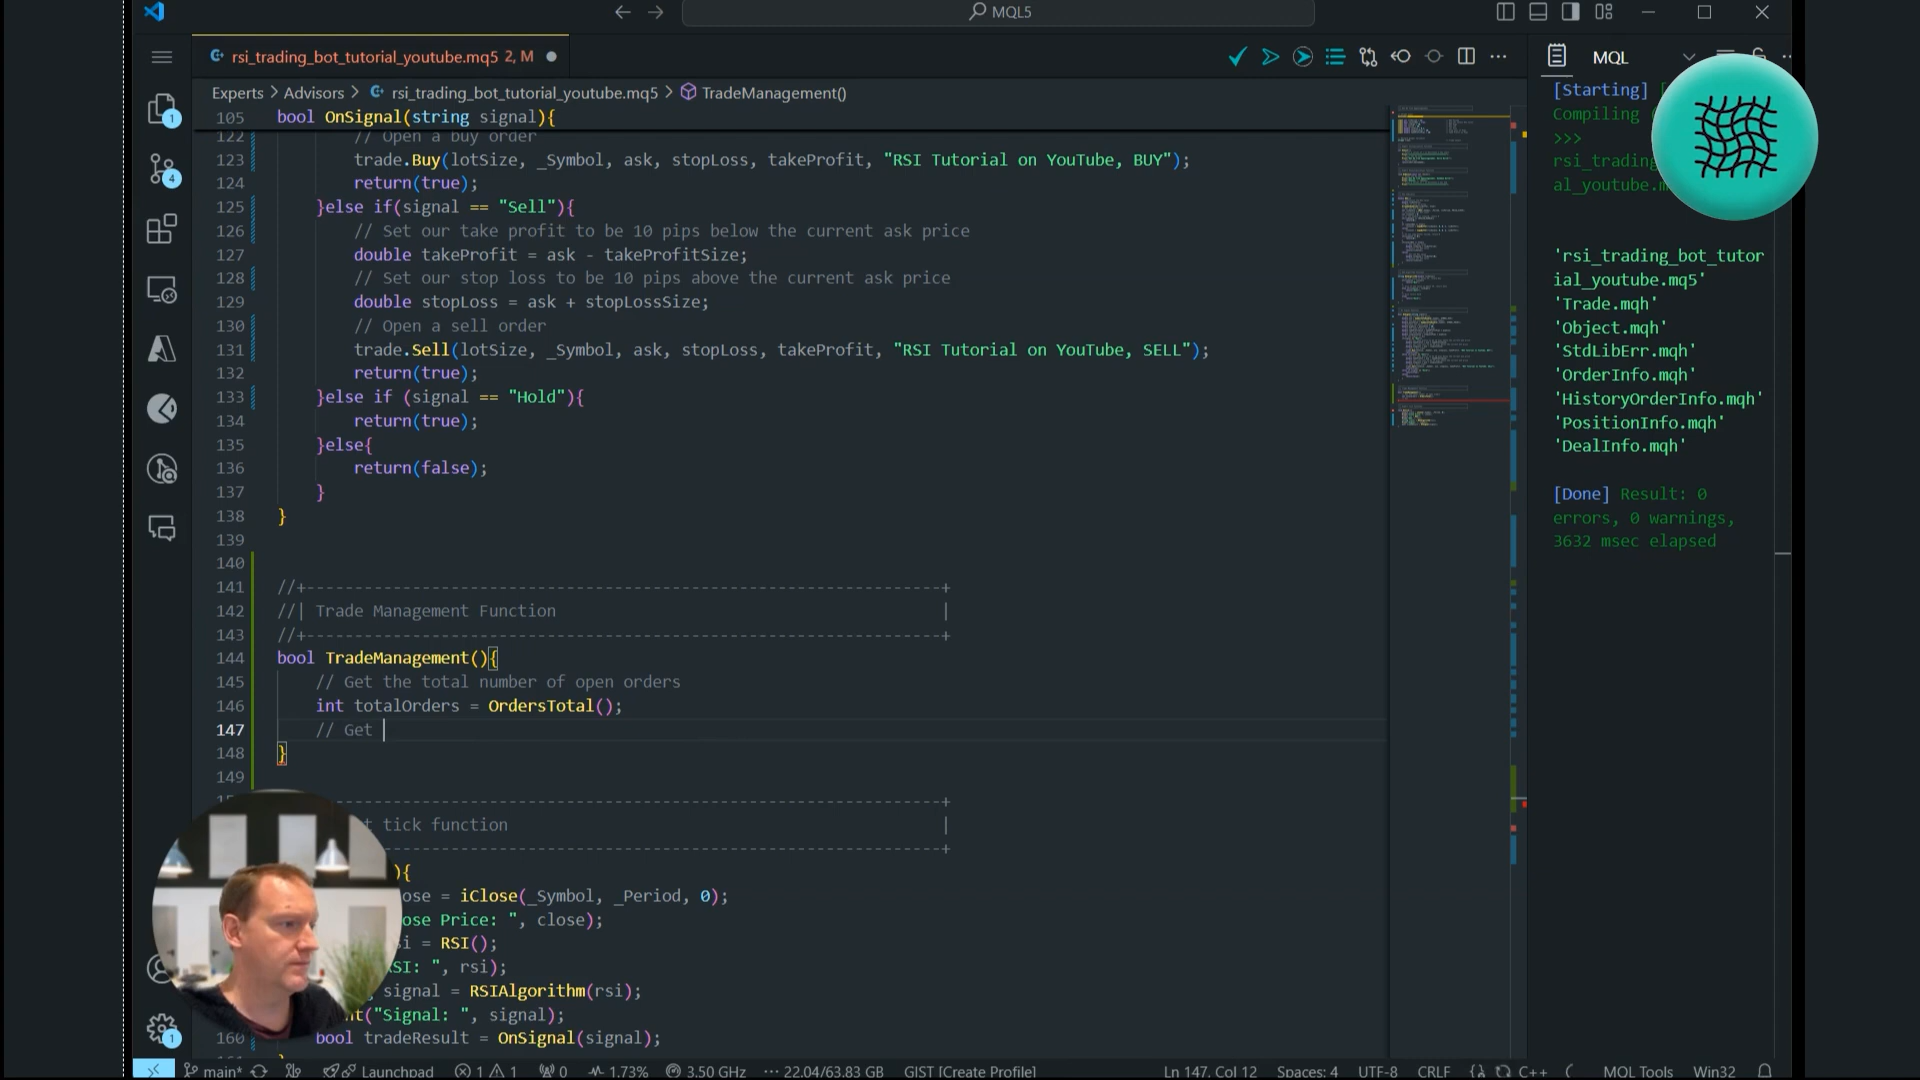 MQL5
rsi_trading_bot_tutorial_youtube.mq5 2, M
MQL
Experts > Advisors > rsi_trading_bot_tutorial_youtube.mq5 > TradeManagement()
105 bool OnSignal(string signal){
122 // Open a buy order
123 trade.Buy(lotSize, _Symbol, ask, stopLoss, takeProfit, "RSI Tutorial on YouTube, BUY");
124 return(true);
125 }else if(signal == "Sell"){
126 // Set our take profit to be 10 pips below the current ask price
127 double takeProfit = ask - takeProfitSize;
128 // Set our stop loss to be 10 pips above the current ask price
129 double stopLoss = ask + stopLossSize;
130 // Open a sell order
131 trade.Sell(lotSize, _Symbol, ask, stopLoss, takeProfit, "RSI Tutorial on YouTube, SELL");
132 return(true);
133 }else if (signal == "Hold"){
134 return(true);
135 }else{
136 return(false);
137 }
138 }
139
140
141 //+------------------------------------------------------------------+
142 //| Trade Management Function |
143 //+------------------------------------------------------------------+
144 bool TradeManagement(){
145 // Get the total number of open orders
146 int totalOrders = OrdersTotal();
147 // Get
148 }
149
tick function |
){
= iClose(_Symbol, _Period, 0);
Price: ", close);
= RSI();
", rsi);
signal = RSIAlgorithm(rsi);
("Signal: ", signal);
160 bool tradeResult = OnSignal(signal);
[Starting]
Compiling
>>>
'rsi_trading_bot_tutor
ial_youtube.mq5'
'Trade.mqh'
'Object.mqh'
'StdLibErr.mqh'
'OrderInfo.mqh'
'HistoryOrderInfo.mqh'
'PositionInfo.mqh'
'DealInfo.mqh'
[Done] Result: 0
errors, 0 warnings,
3632 msec elapsed
1
4
1
main* Launchpad 1 1 0 1.73% 3.50 GHz 22.04/63.83 GB GIST [Create Profile] Ln 147, Col 12 Spaces: 4 UTF-8 CRLF C++ MQL Tools Win32